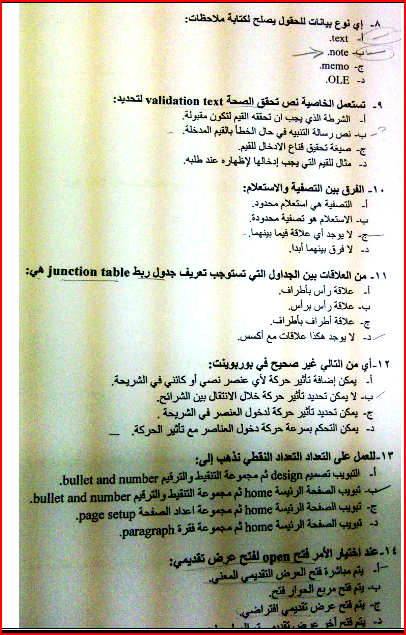 ٨- إي نوع بيانات للحقول يصلح لكتابة ملاحظات:
أ- text.
ب- note.
ج- memo.
د- OLE.
٩- تستعمل الخاصية نص تحقق الصحة validation text لتحديد:
أ- الشرطة الذي يجب ان تحققه القيم لتكون مقبولة.
ب- نص رسالة التنبيه في حال الخطأ بالقيم المدخلة.
ج- صيغة تحقيق قناع الادخال للقيم.
د- مثال للقيم التي يجب إدخالها لإظهاره عند طلبه.
١٠- الفرق بين التصفية والاستعلام:
أ- التصفية هي استعلام محدود.
ب- الاستعلام هو تصفية محدودة.
ج- لا يوجد أي علاقة فيما بينهما.
د- لا فرق بينهما أبدا.
١١- من العلاقات بين الجداول التي تستوجب تعريف جدول ربط junction table هي:
أ- علاقة رأس بأطراف.
ب- علاقة رأس برأس.
ج- علاقة أطراف بأطراف.
د- لا يوجد هكذا علاقات مع أكسس.
١٢- أي من التالي غير صحيح في بوربوينت:
أ- يمكن إضافة تأثير حركة لأي عنصر نصي أو كائني في الشريحة.
ب- لا يمكن تحديد تأثير حركة خلال الانتقال بين الشرائح.
ج- يمكن تحديد تأثير حركة لدخول العنصر في الشريحة.
د- يمكن التحكم بسرعة حركة دخول العناصر مع تأثير الحركة.
١٣- للعمل على التعداد التعداد النقطي نذهب إلى:
أ- التبويب تصميم design ثم مجموعة التنقيط والترقيم bullet and number.
ب- تبويب الصفحة الرئيسة home ثم مجموعة التنقيط والترقيم bullet and number.
ج- تبويب الصفحة الرئيسة home ثم مجموعة اعداد الصفحة page setup.
د- تبويب الصفحة الرئيسة home ثم مجموعة فقرة paragraph.
١٤- عند اختيار الأمر فتح open لفتح عرض تقديمي:
أ- يتم مباشرة فتح العرض التقديمي المعني.
ب- يتم فتح مربع الحوار فتح.
ج- يتم فتح عرض تقديمي افتراضي.
د- يتم فتح آخر عرض تقديمي